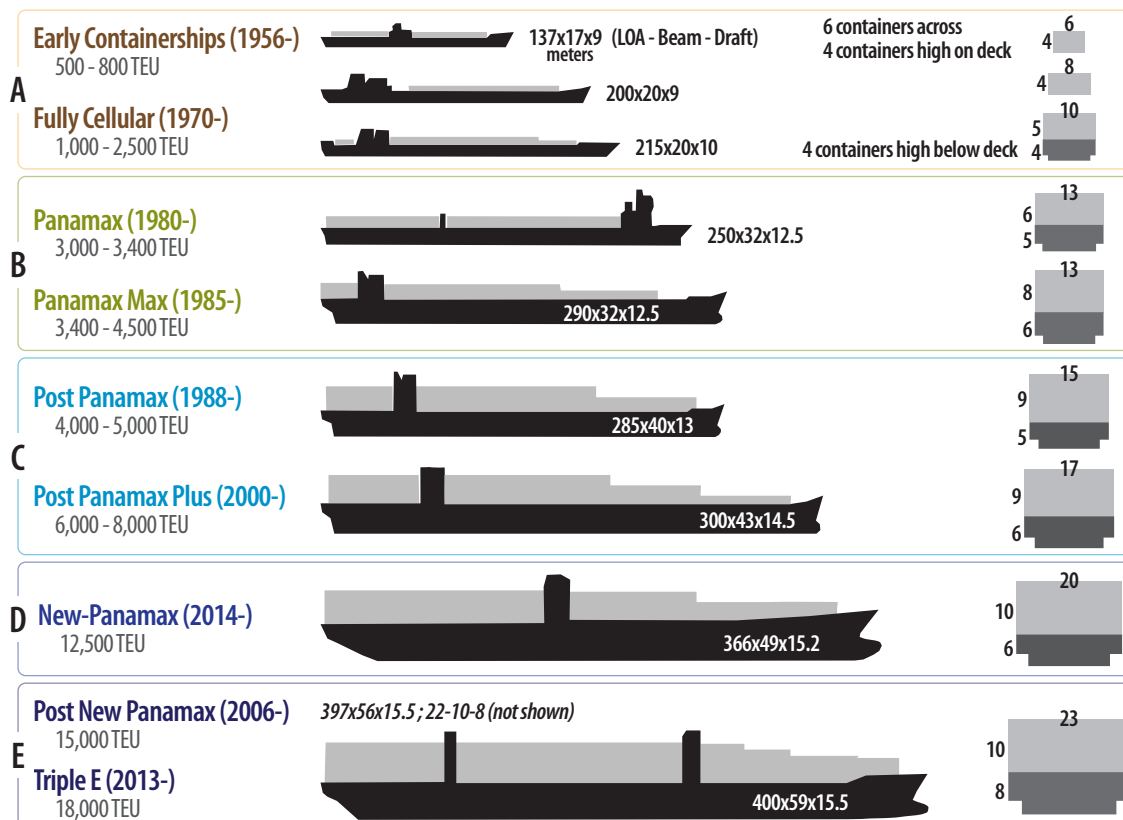 A
Early Containerships (1956-)
500 - 800 TEU
137x17x9 (LOA - Beam - Draft)
meters
6 containers across
4 containers high on deck
6
4
200x20x9
8
4
Fully Cellular (1970-)
1,000 - 2,500 TEU
215x20x10
4 containers high below deck
10
5
4
B
Panamax (1980-)
3,000 - 3,400 TEU
250x32x12.5
13
6
5
Panamax Max (1985-)
3,400 - 4,500 TEU
290x32x12.5
13
8
6
C
Post Panamax (1988-)
4,000 - 5,000 TEU
285x40x13
15
9
5
Post Panamax Plus (2000-)
6,000 - 8,000 TEU
300x43x14.5
17
9
6
D
New-Panamax (2014-)
12,500 TEU
366x49x15.2
20
10
6
E
Post New Panamax (2006-)
15,000 TEU
397x56x15.5 ; 22-10-8 (not shown)
Triple E (2013-)
18,000 TEU
400x59x15.5
23
10
8